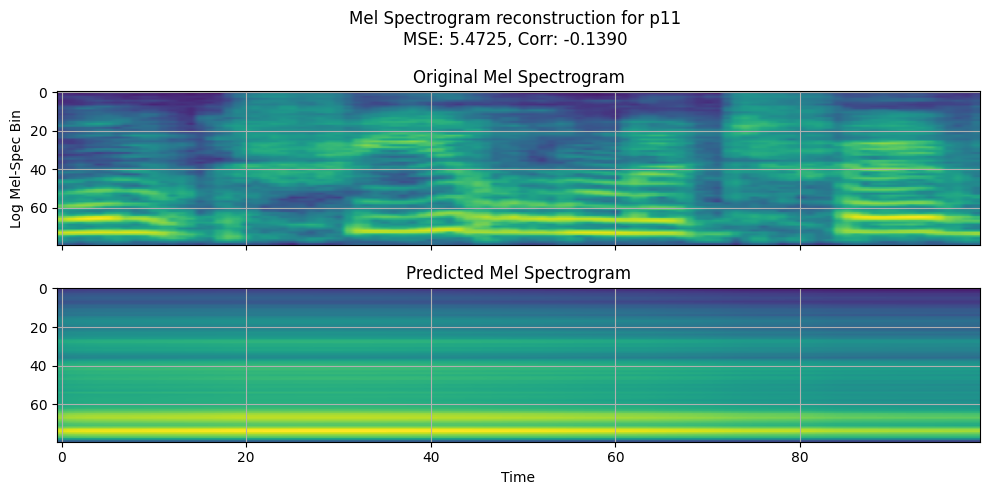 Mel Spectrogram reconstruction for p11
MSE: 5.4725, Corr: -0.1390
Original Mel Spectrogram
0
20
40
60
Log Mel-Spec Bin
Predicted Mel Spectrogram
0
20
40
60
0 20 40 60 80
Time